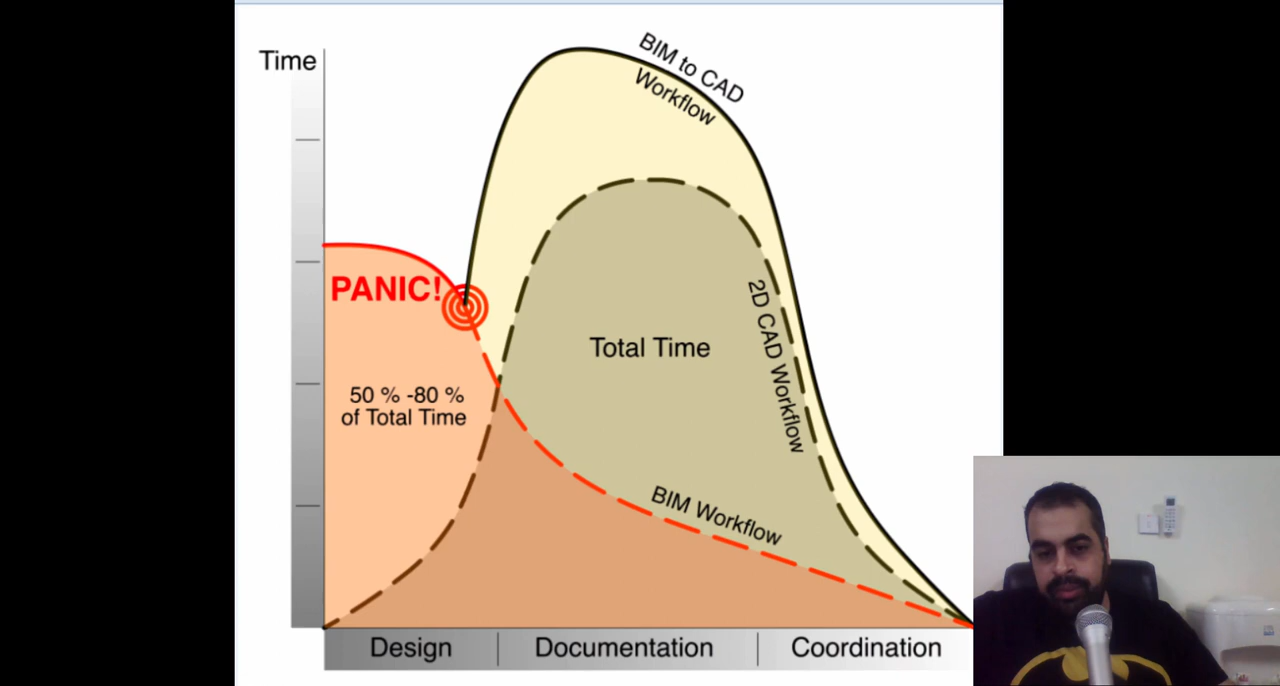 Time
BIM to CAD
Workflow
PANIC!
2D CAD Workflow
Total Time
50 % -80 %
of Total Time
BIM Workflow
Design
Documentation
Coordination